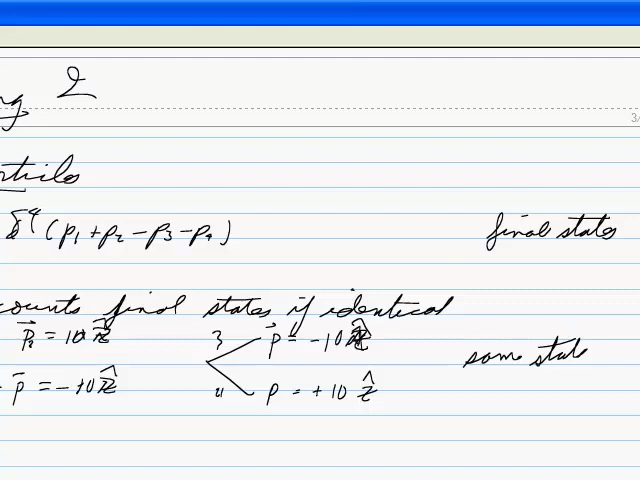 2
3/
δ⁴ (p₁ + p₂ − p₃ − p₄) final states
counts final states if identical
p⃗₂ = 10 ẑ 3 p⃗ = −10 ẑ
same state
p⃗ = −10 ẑ 4 p = +10 ẑ